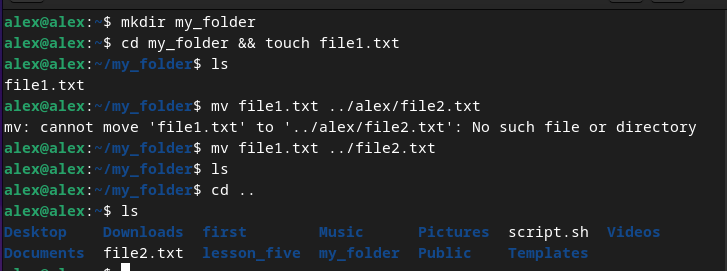 alex@alex:~$ mkdir my_folder
alex@alex:~$ cd my_folder && touch file1.txt
alex@alex:~/my_folder$ ls
file1.txt
alex@alex:~/my_folder$ mv file1.txt ../alex/file2.txt
mv: cannot move 'file1.txt' to '../alex/file2.txt': No such file or directory
alex@alex:~/my_folder$ mv file1.txt ../file2.txt
alex@alex:~/my_folder$ ls
alex@alex:~/my_folder$ cd ..
alex@alex:~$ ls
Desktop Downloads first Music Pictures script.sh Videos
Documents file2.txt lesson_five my_folder Public Templates
alex@alex:~$